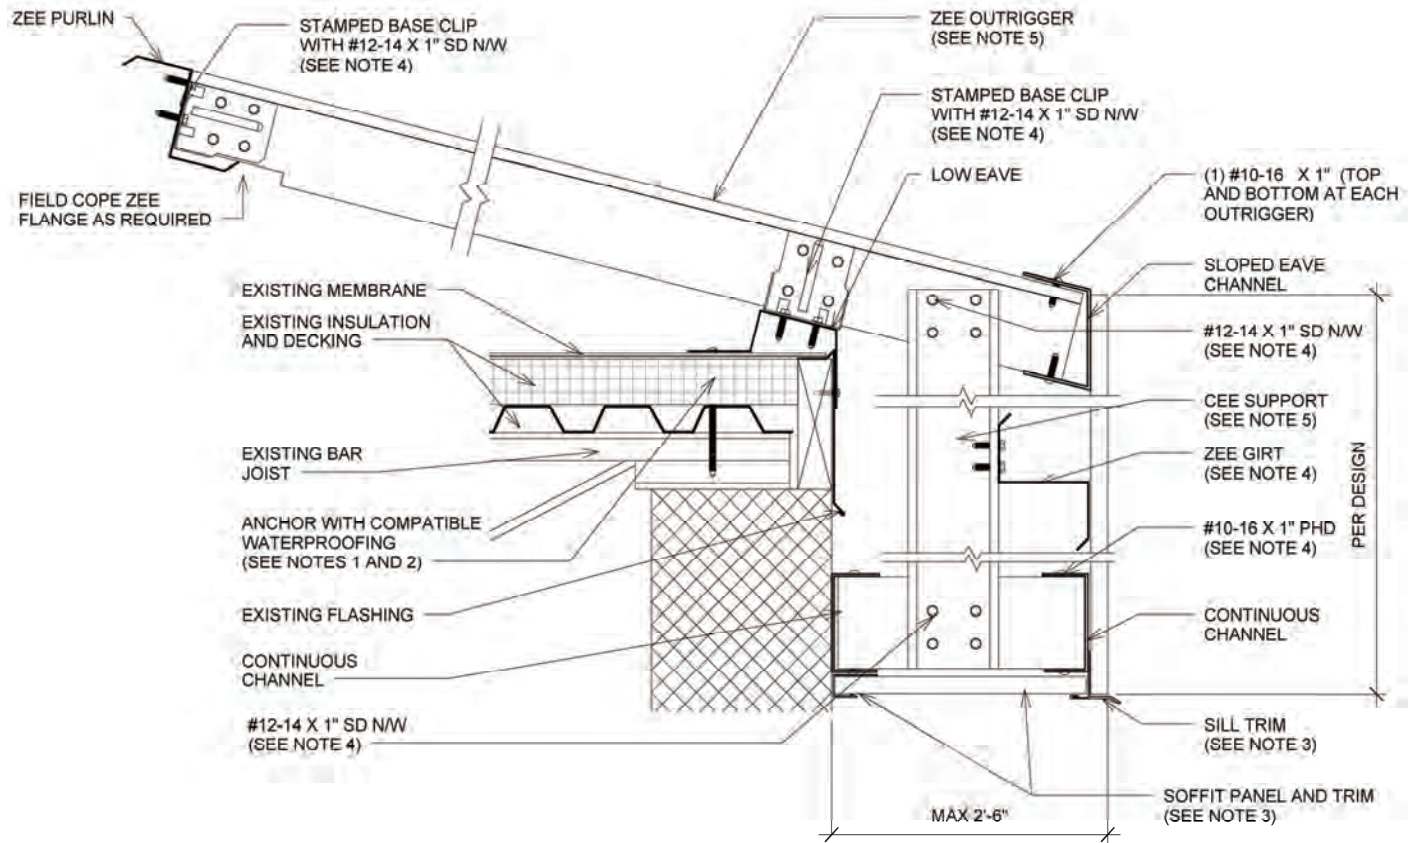 ZEE PURLIN
STAMPED BASE CLIP
WITH #12-14 X 1" SD N/W
(SEE NOTE 4)
ZEE OUTRIGGER
(SEE NOTE 5)
STAMPED BASE CLIP
WITH #12-14 X 1" SD N/W
(SEE NOTE 4)
LOW EAVE
(1) #10-16 X 1" (TOP
AND BOTTOM AT EACH
OUTRIGGER)
FIELD COPE ZEE
FLANGE AS REQUIRED
SLOPED EAVE
CHANNEL
EXISTING MEMBRANE
EXISTING INSULATION
AND DECKING
#12-14 X 1" SD N/W
(SEE NOTE 4)
CEE SUPPORT
(SEE NOTE 5)
EXISTING BAR
JOIST
ZEE GIRT
(SEE NOTE 4)
PER DESIGN
ANCHOR WITH COMPATIBLE
WATERPROOFING
(SEE NOTES 1 AND 2)
#10-16 X 1" PHD
(SEE NOTE 4)
EXISTING FLASHING
CONTINUOUS
CHANNEL
CONTINUOUS
CHANNEL
#12-14 X 1" SD N/W
(SEE NOTE 4)
SILL TRIM
(SEE NOTE 3)
SOFFIT PANEL AND TRIM
(SEE NOTE 3)
MAX 2'-6"